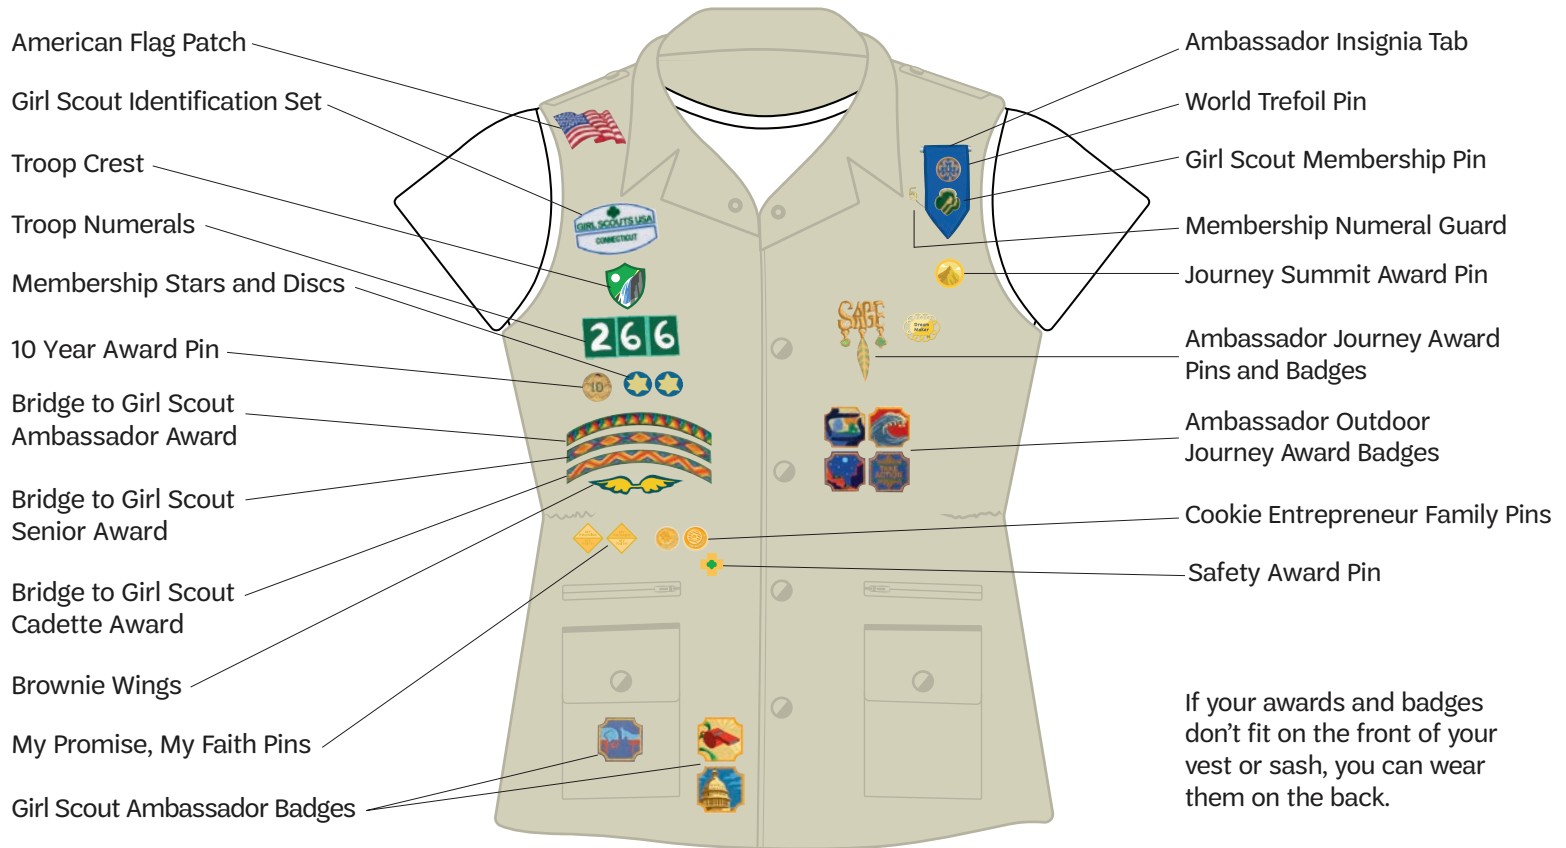 American Flag Patch
Girl Scout Identification Set
Troop Crest
Troop Numerals
Membership Stars and Discs
10 Year Award Pin
Bridge to Girl Scout
Ambassador Award
Bridge to Girl Scout
Senior Award
Bridge to Girl Scout
Cadette Award
Brownie Wings
My Promise, My Faith Pins
Girl Scout Ambassador Badges
GIRL SCOUTS USA
CONNECTICUT
266
10
SAGE
Dream
Maker
TAKE
ACTION
Ambassador Insignia Tab
World Trefoil Pin
Girl Scout Membership Pin
Membership Numeral Guard
Journey Summit Award Pin
Ambassador Journey Award
Pins and Badges
Ambassador Outdoor
Journey Award Badges
Cookie Entrepreneur Family Pins
Safety Award Pin
If your awards and badges
don’t fit on the front of your
vest or sash, you can wear
them on the back.